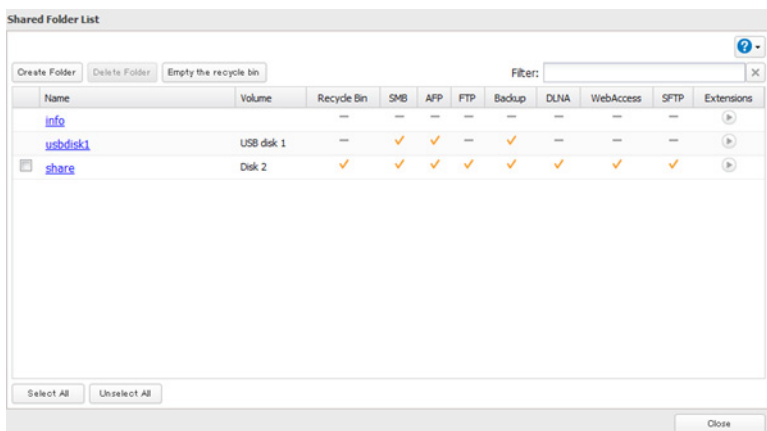 Shared Folder List
?
Create Folder Delete Folder Empty the recycle bin Filter:
Name Volume Recycle Bin SMB AFP FTP Backup DLNA WebAccess SFTP Extensions
info
usbdisk1 USB disk 1
share Disk 2
Select All Unselect All
Close